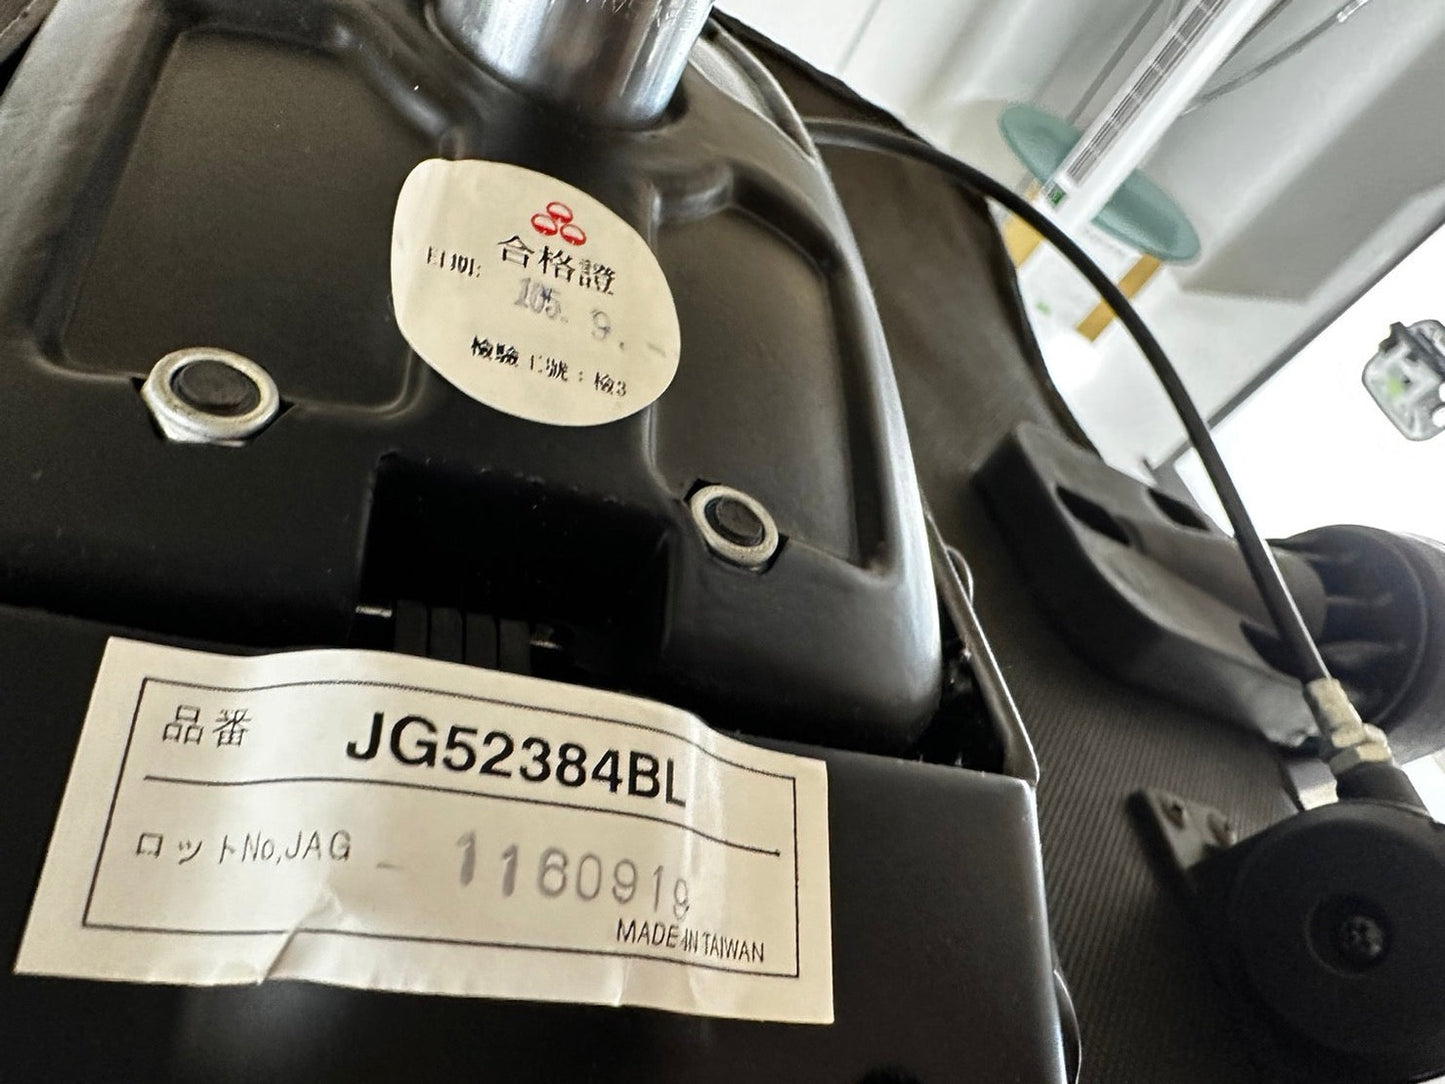 合格證
日期:
105. 9. -
檢驗工號：檢3
品番 JG52384BL
ロットNo,JAG - 1160919
MADE IN TAIWAN